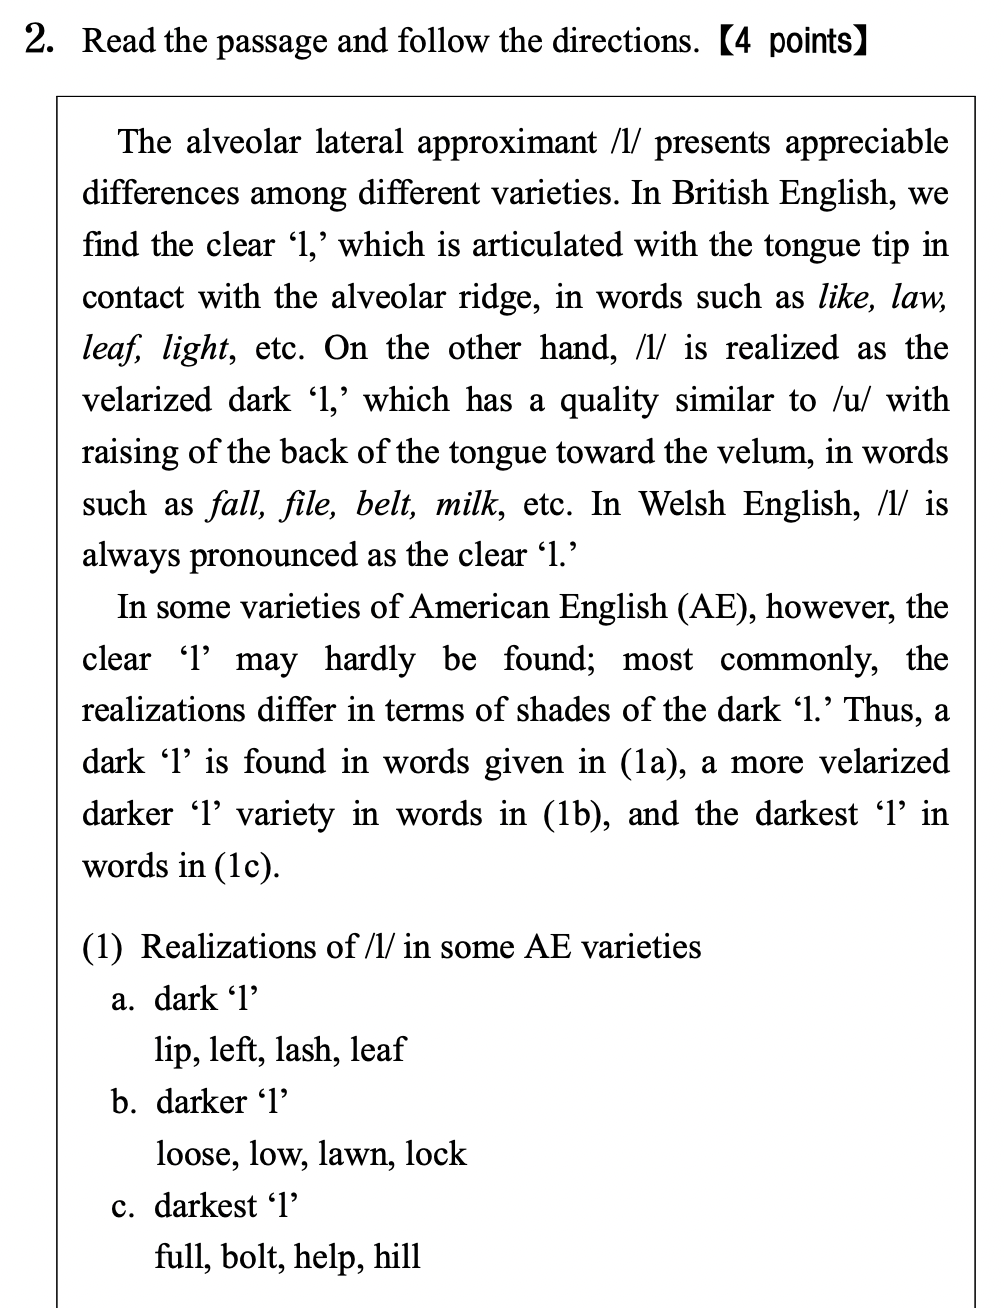 2. Read the passage and follow the directions. 【4 points】
The alveolar lateral approximant /l/ presents appreciable
differences among different varieties. In British English, we
find the clear ‘l,’ which is articulated with the tongue tip in
contact with the alveolar ridge, in words such as like, law,
leaf, light, etc. On the other hand, /l/ is realized as the
velarized dark ‘l,’ which has a quality similar to /u/ with
raising of the back of the tongue toward the velum, in words
such as fall, file, belt, milk, etc. In Welsh English, /l/ is
always pronounced as the clear ‘l.’
In some varieties of American English (AE), however, the
clear ‘l’ may hardly be found; most commonly, the
realizations differ in terms of shades of the dark ‘l.’ Thus, a
dark ‘l’ is found in words given in (1a), a more velarized
darker ‘l’ variety in words in (1b), and the darkest ‘l’ in
words in (1c).
(1) Realizations of /l/ in some AE varieties
a. dark ‘l’
lip, left, lash, leaf
b. darker ‘l’
loose, low, lawn, lock
c. darkest ‘l’
full, bolt, help, hill